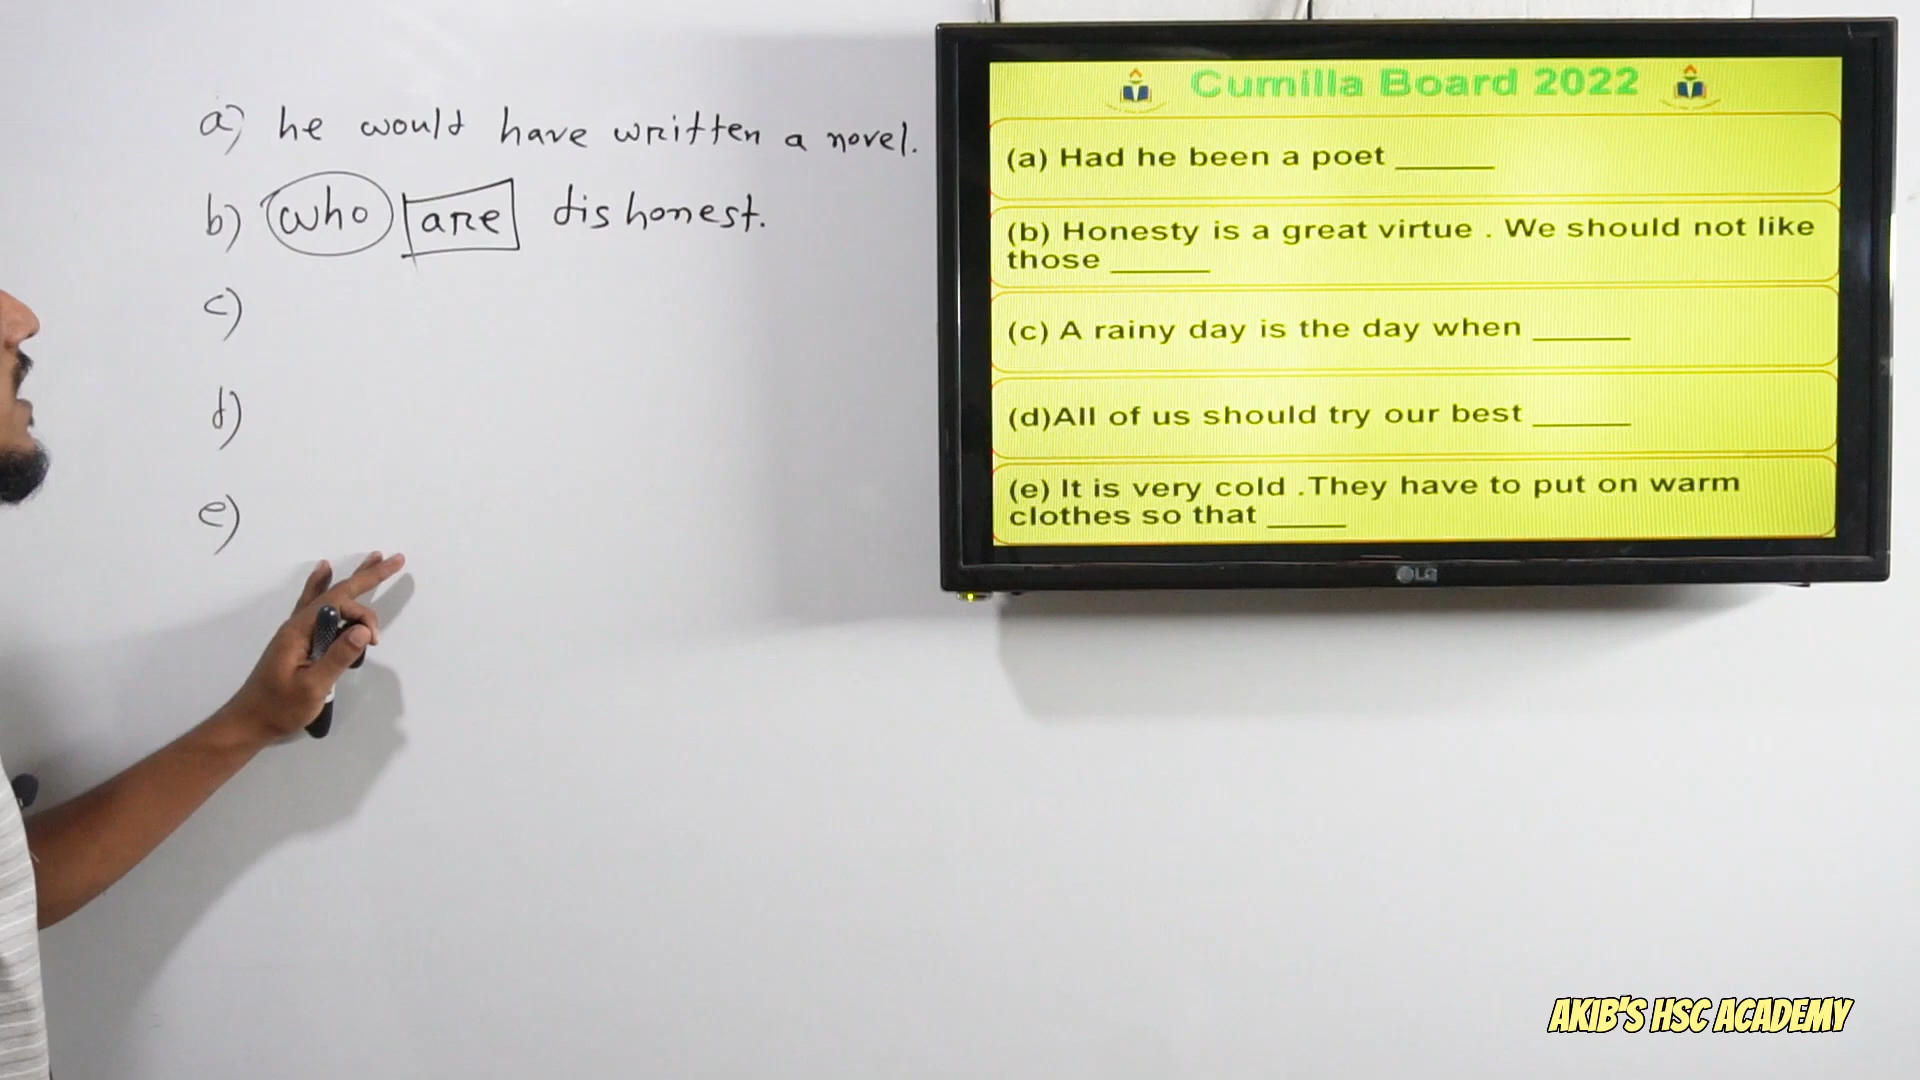 a) he would have written a novel.
b) who are dishonest.
c)
d)
e)
Cumilla Board 2022
(a) Had he been a poet ______
(b) Honesty is a great virtue . We should not like
those ______
(c) A rainy day is the day when ______
(d)All of us should try our best ______
(e) It is very cold .They have to put on warm
clothes so that _____
LG
AKIB'S HSC ACADEMY